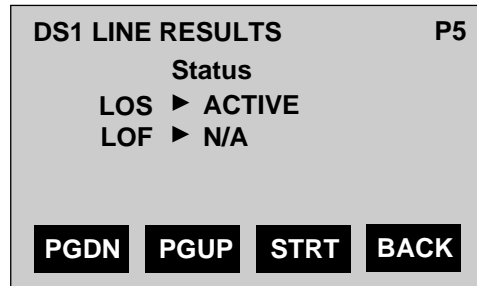 DS1 LINE RESULTS P5
Status
LOS ► ACTIVE
LOF ► N/A
PGDN PGUP STRT BACK